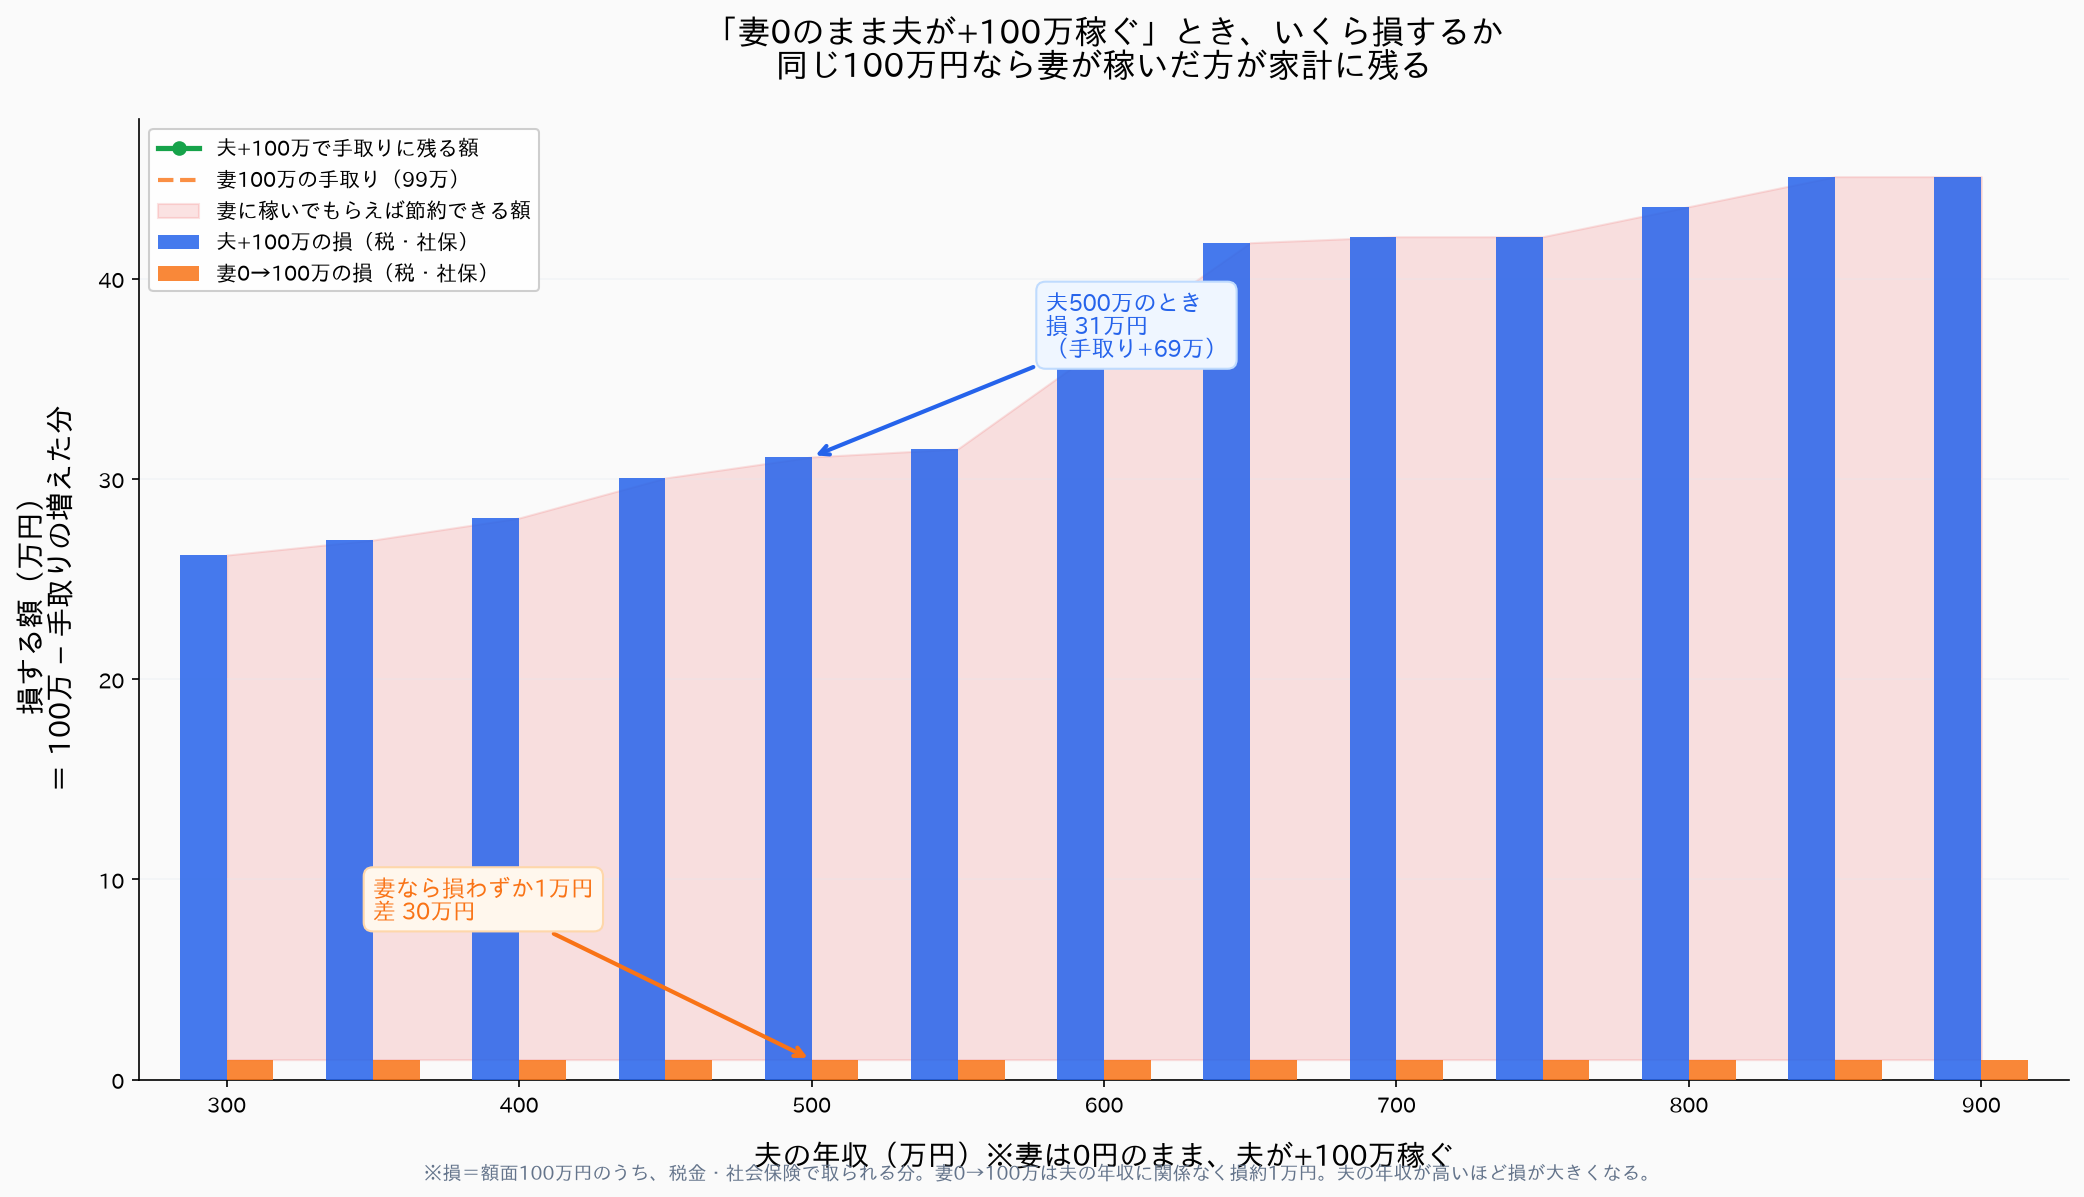 「妻0のまま夫が+100万稼ぐ」とき、いくら損するか
同じ100万円なら妻が稼いだ方が家計に残る
夫+100万で手取りに残る額
妻100万の手取り（99万）
妻に稼いでもらえば節約できる額
夫+100万の損（税・社保）
妻0→100万の損（税・社保）
損する額（万円）
＝ 100万 − 手取りの増えた分
40
30
20
10
0
夫500万のとき
損 31万円
（手取り+69万）
妻なら損わずか1万円
差 30万円
300
400
500
600
700
800
900
夫の年収（万円）※妻は0円のまま、夫が+100万稼ぐ
※損＝額面100万円のうち、税金・社会保険で取られる分。妻0→100万は夫の年収に関係なく損約1万円。夫の年収が高いほど損が大きくなる。